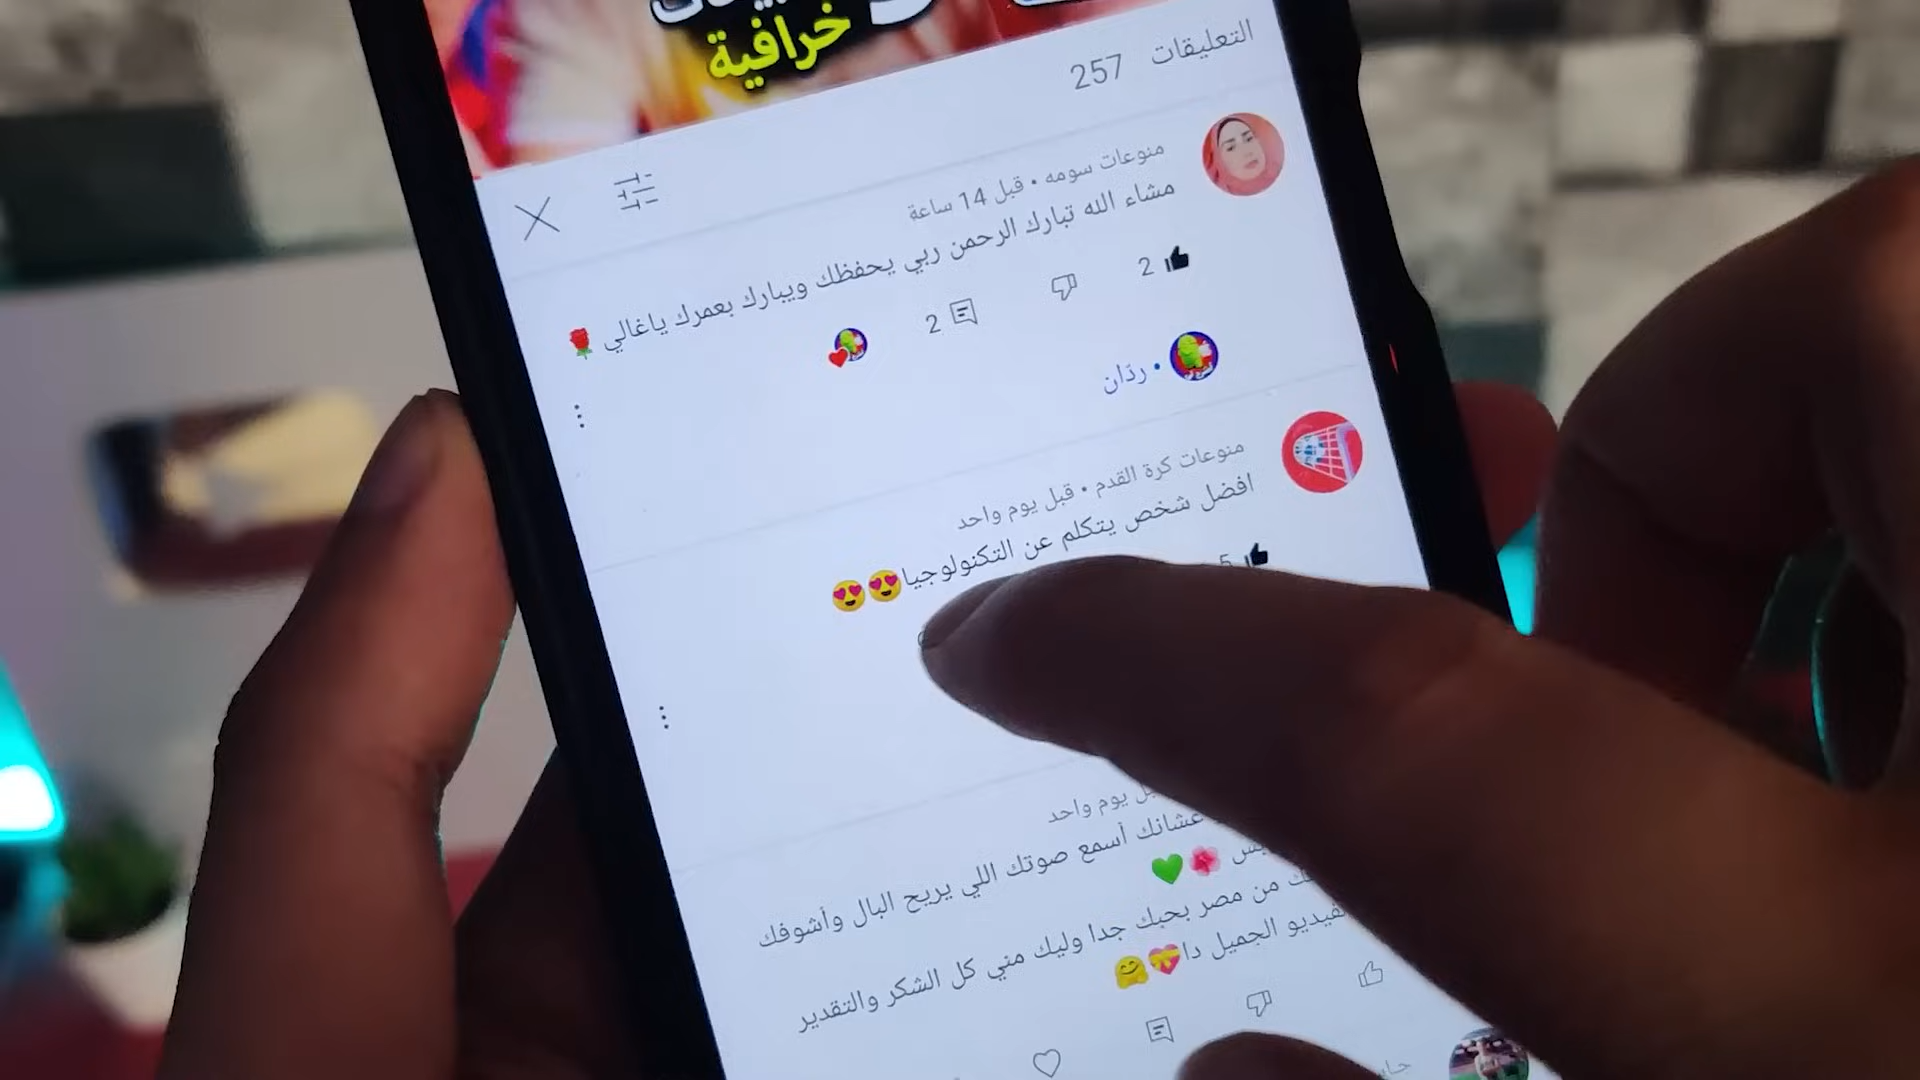 خرافية
التعليقات 257
منوعات سومه • قبل 14 ساعة
مشاء الله تبارك الرحمن ربي يحفظك ويبارك بعمرك ياغالي 🌹
2
2
• ردّان
منوعات كرة القدم • قبل يوم واحد
افضل شخص يتكلم عن التكنولوجيا😍😍
5
يوم واحد
عشانك أسمع صوتك اللي يريح البال وأشوفك
🌺💚
من مصر بحبك جدا وليك مني كل الشكر والتقدير
الجميل دا💝🤗